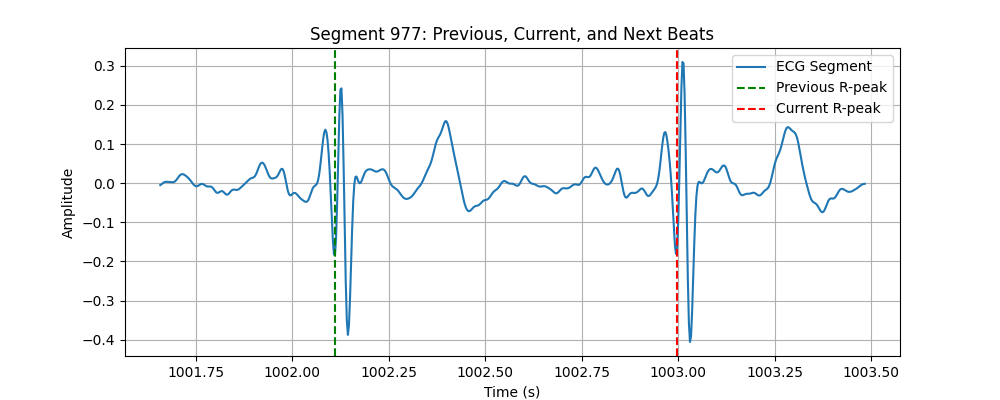 Segment 977: Previous, Current, and Next Beats
ECG Segment
Previous R-peak
Current R-peak
Amplitude
0.3
0.2
0.1
0.0
−0.1
−0.2
−0.3
−0.4
1001.75 1002.00 1002.25 1002.50 1002.75 1003.00 1003.25 1003.50
Time (s)